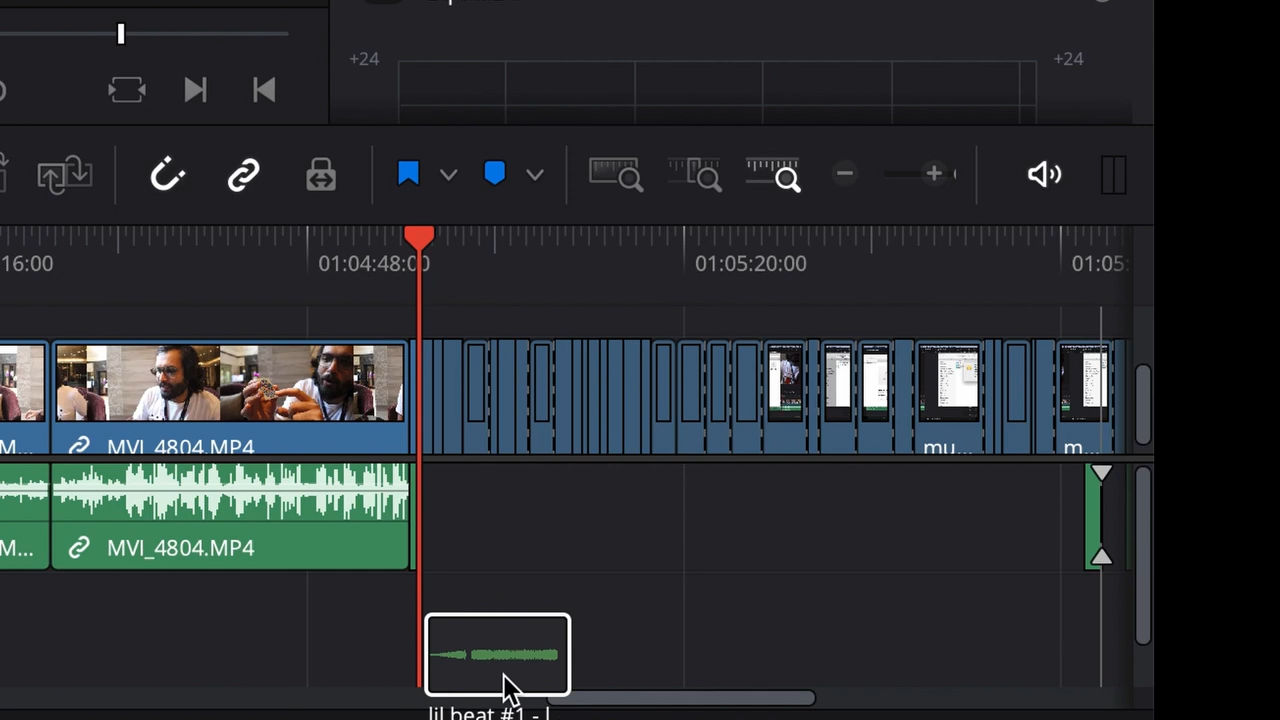 +24 +24
16:00 01:04:48:00 01:05:20:00 01:05:
M... MVI_4804.MP4 mu... m...
M... MVI_4804.MP4
lil beat #1 - l